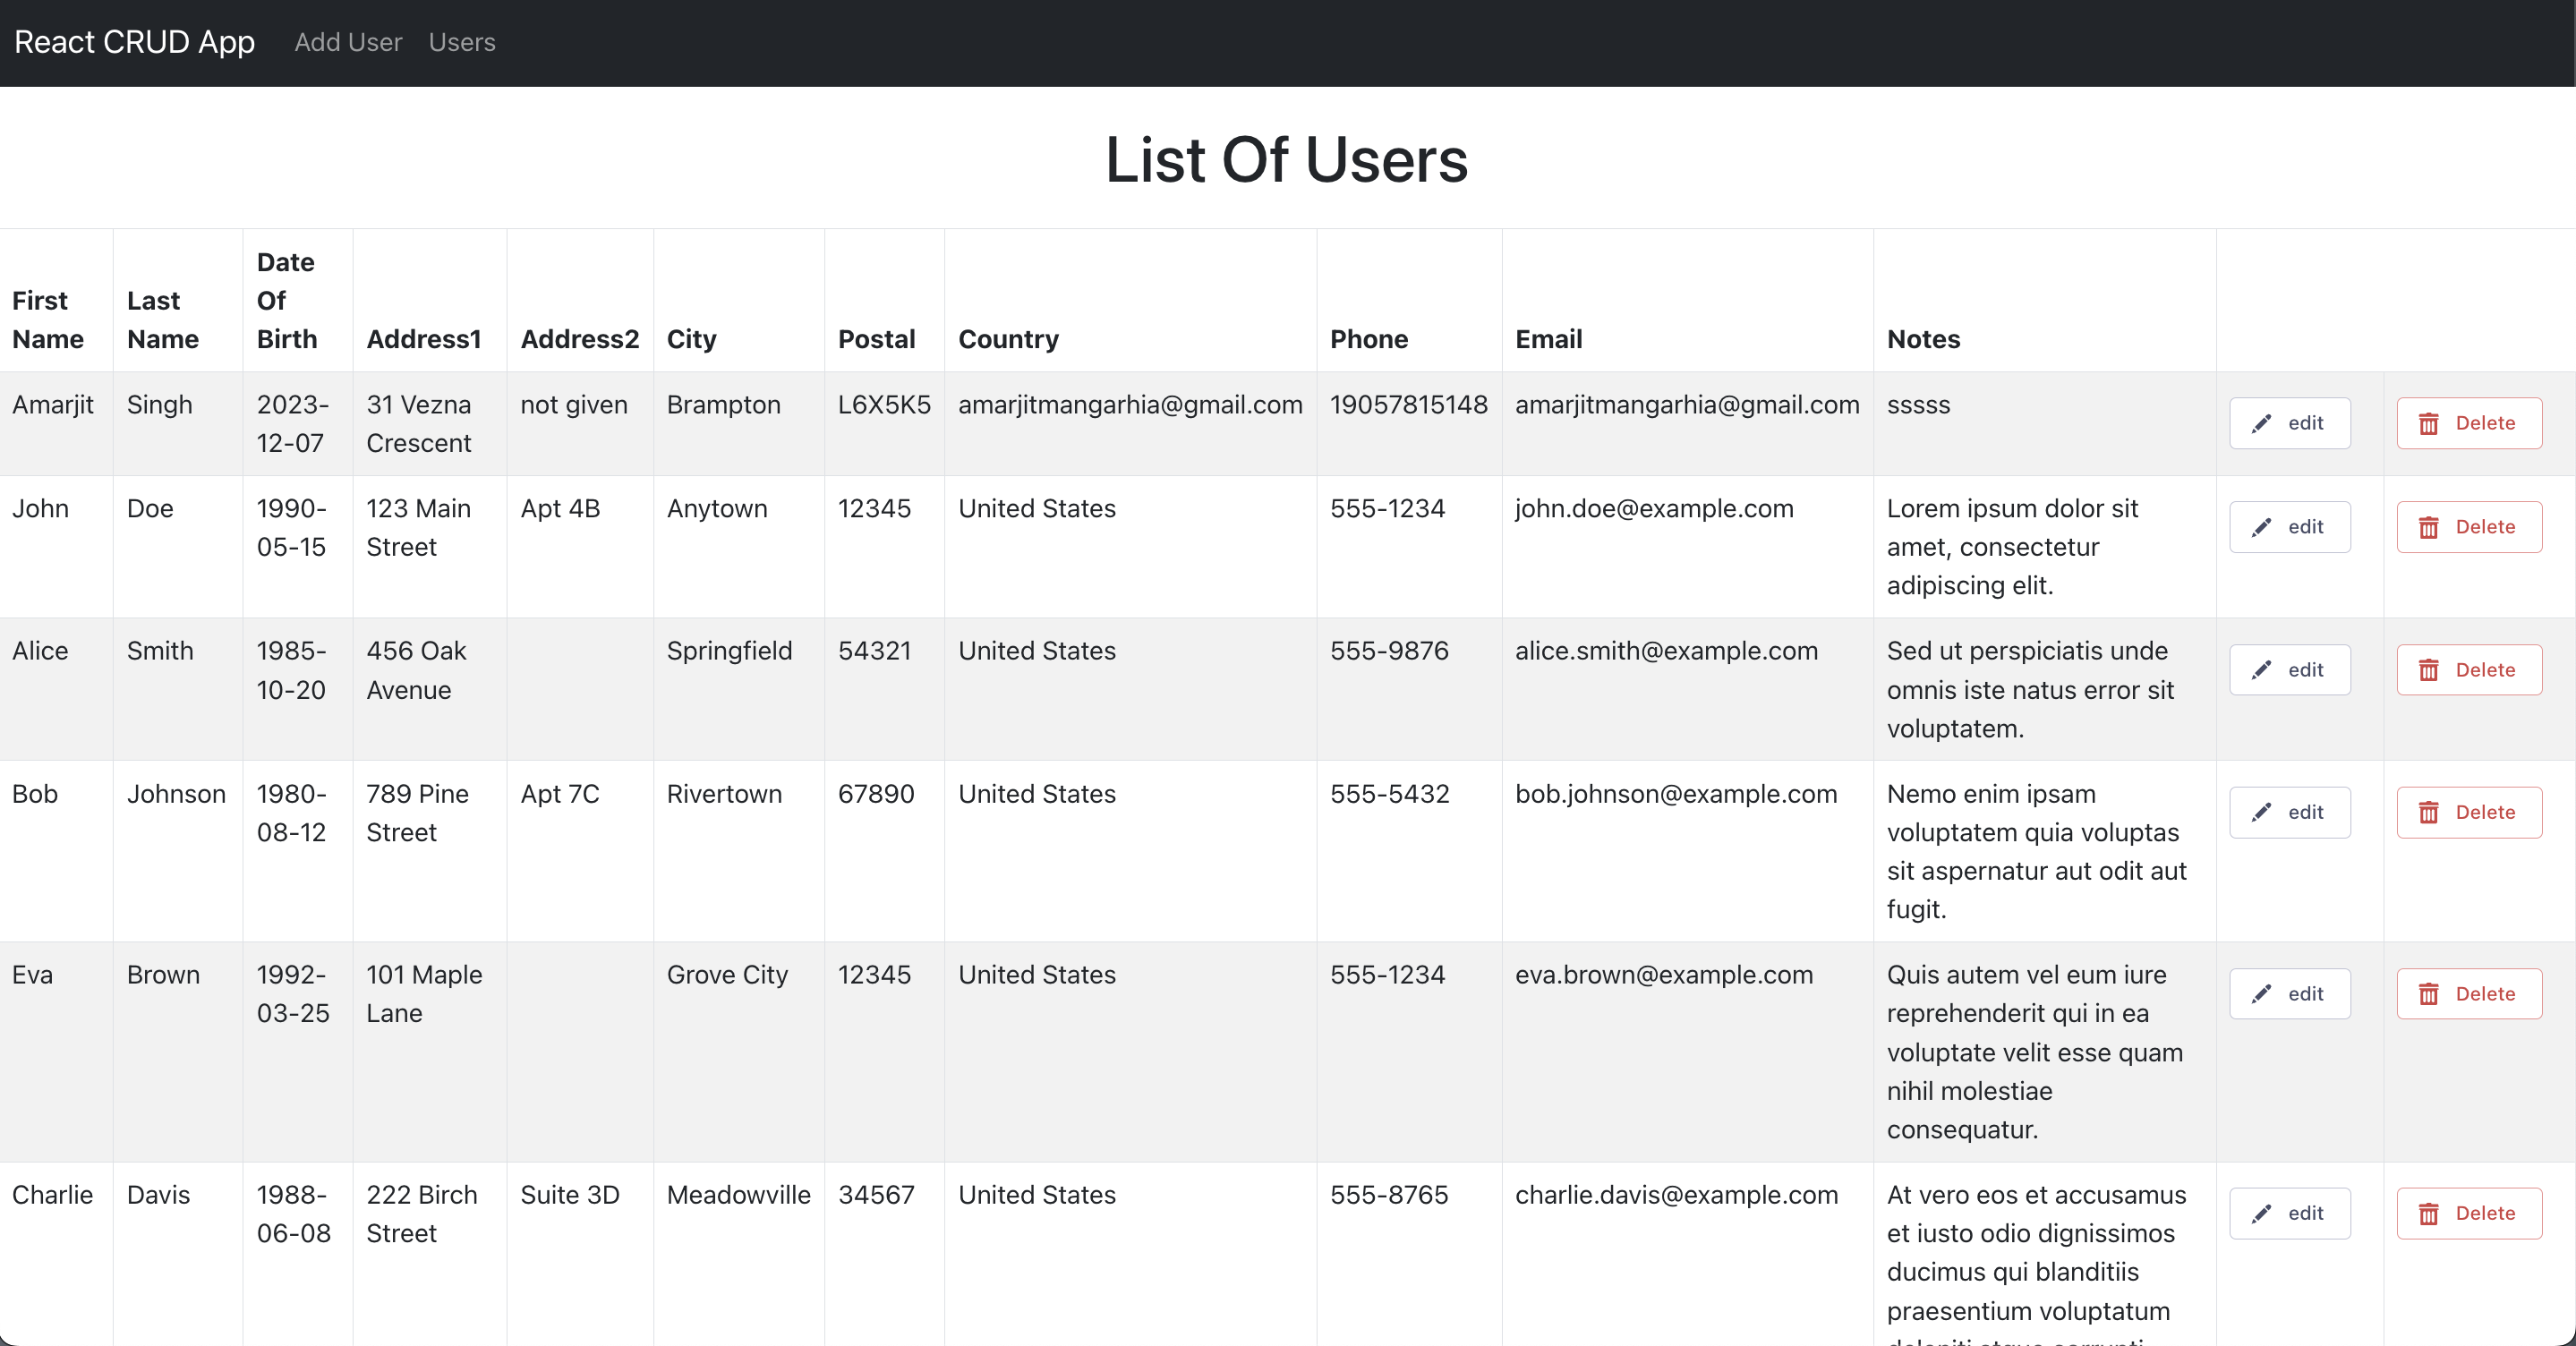 React CRUD App Add User Users
List Of Users
First Name Last Name Date Of Birth Address1 Address2 City Postal Country Phone Email Notes
Amarjit Singh 2023-12-07 31 Vezna Crescent not given Brampton L6X5K5 amarjitmangarhia@gmail.com 19057815148 amarjitmangarhia@gmail.com sssss edit Delete
John Doe 1990-05-15 123 Main Street Apt 4B Anytown 12345 United States 555-1234 john.doe@example.com Lorem ipsum dolor sit amet, consectetur adipiscing elit. edit Delete
Alice Smith 1985-10-20 456 Oak Avenue Springfield 54321 United States 555-9876 alice.smith@example.com Sed ut perspiciatis unde omnis iste natus error sit voluptatem. edit Delete
Bob Johnson 1980-08-12 789 Pine Street Apt 7C Rivertown 67890 United States 555-5432 bob.johnson@example.com Nemo enim ipsam voluptatem quia voluptas sit aspernatur aut odit aut fugit. edit Delete
Eva Brown 1992-03-25 101 Maple Lane Grove City 12345 United States 555-1234 eva.brown@example.com Quis autem vel eum iure reprehenderit qui in ea voluptate velit esse quam nihil molestiae consequatur. edit Delete
Charlie Davis 1988-06-08 222 Birch Street Suite 3D Meadowville 34567 United States 555-8765 charlie.davis@example.com At vero eos et accusamus et iusto odio dignissimos ducimus qui blanditiis praesentium voluptatum edit Delete